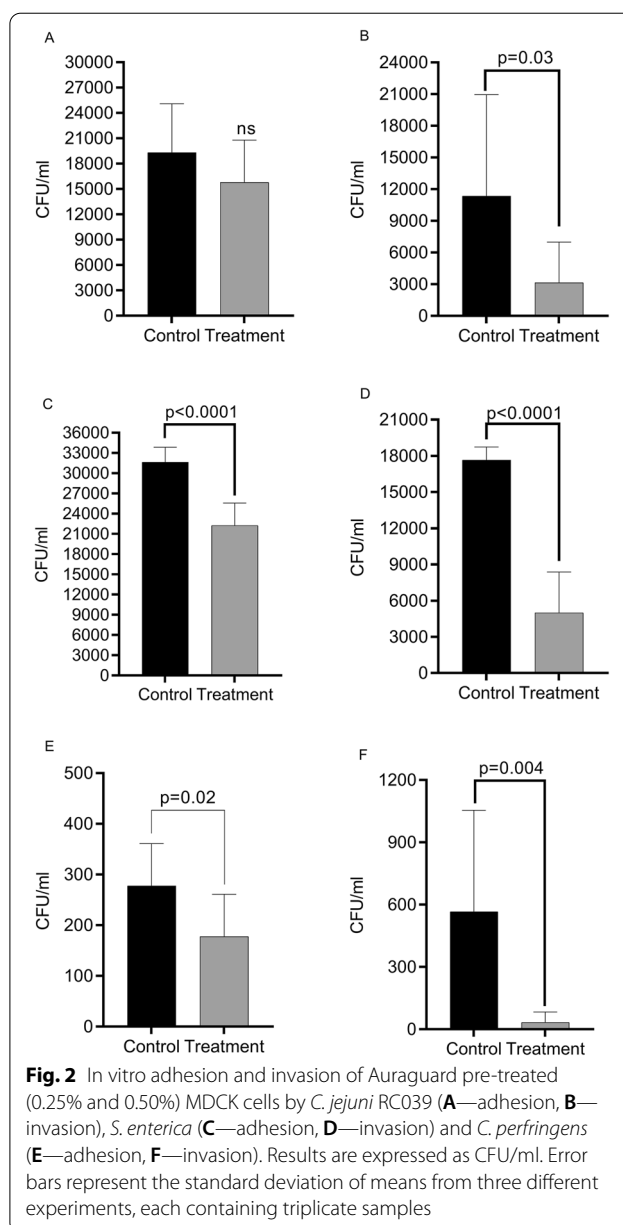 A
30000
27000
24000
21000
18000
15000
12000
9000
6000
3000
0
CFU/ml
ns
Control Treatment
B
24000
21000
18000
15000
12000
9000
6000
3000
0
CFU/ml
p=0.03
Control Treatment
C
36000
33000
30000
27000
24000
21000
18000
15000
12000
9000
6000
3000
0
CFU/ml
p<0.0001
Control Treatment
D
21000
18000
15000
12000
9000
6000
3000
0
CFU/ml
p<0.0001
Control Treatment
E
500
400
300
200
100
0
CFU/ml
p=0.02
Control Treatment
F
1200
900
600
300
0
CFU/ml
p=0.004
Control Treatment
Fig. 2 In vitro adhesion and invasion of Auraguard pre-treated
(0.25% and 0.50%) MDCK cells by C. jejuni RC039 (A—adhesion, B—
invasion), S. enterica (C—adhesion, D—invasion) and C. perfringens
(E—adhesion, F—invasion). Results are expressed as CFU/ml. Error
bars represent the standard deviation of means from three different
experiments, each containing triplicate samples